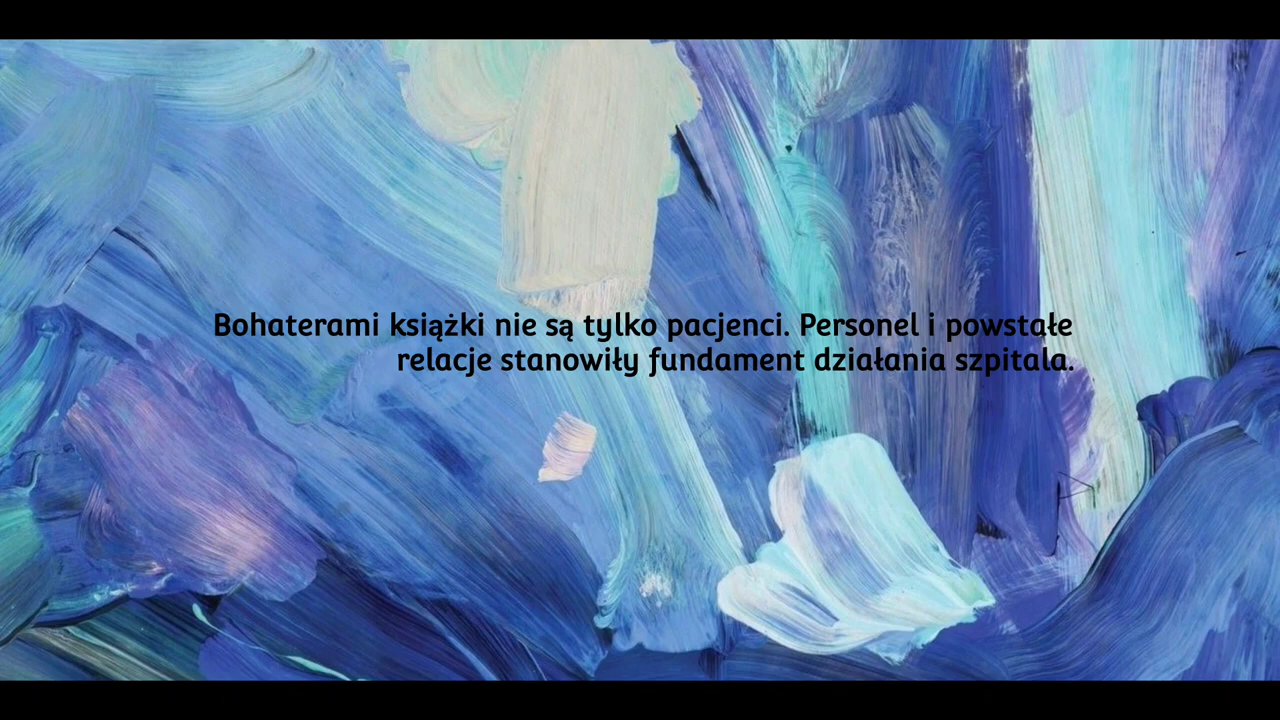 Bohaterami książki nie są tylko pacjenci. Personel i powstałe
relacje stanowiły fundament działania szpitala.